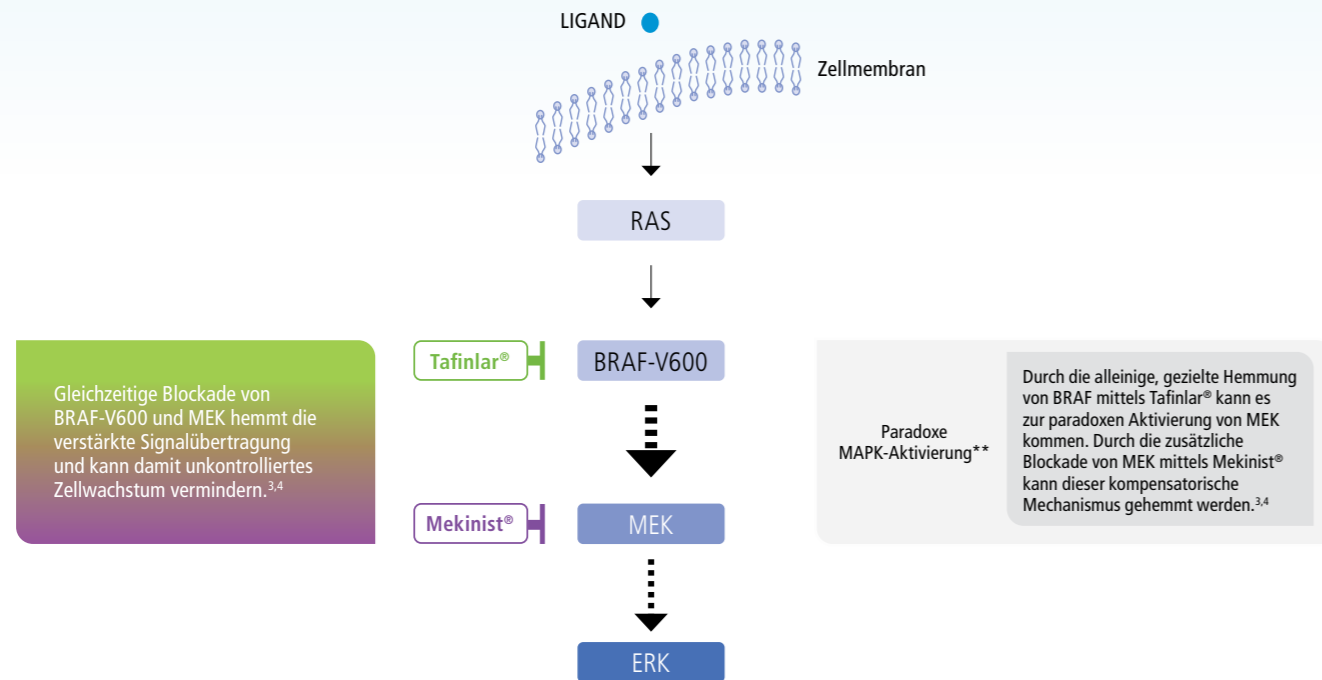 LIGAND
Zellmembran
RAS
Gleichzeitige Blockade von
BRAF-V600 und MEK hemmt die
verstärkte Signalübertragung
und kann damit unkontrolliertes
Zellwachstum vermindern.3,4
Tafinlar®
BRAF-V600
Mekinist®
MEK
Paradoxe
MAPK-Aktivierung**
Durch die alleinige, gezielte Hemmung
von BRAF mittels Tafinlar® kann es
zur paradoxen Aktivierung von MEK
kommen. Durch die zusätzliche
Blockade von MEK mittels Mekinist®
kann dieser kompensatorische
Mechanismus gehemmt werden.3,4
ERK